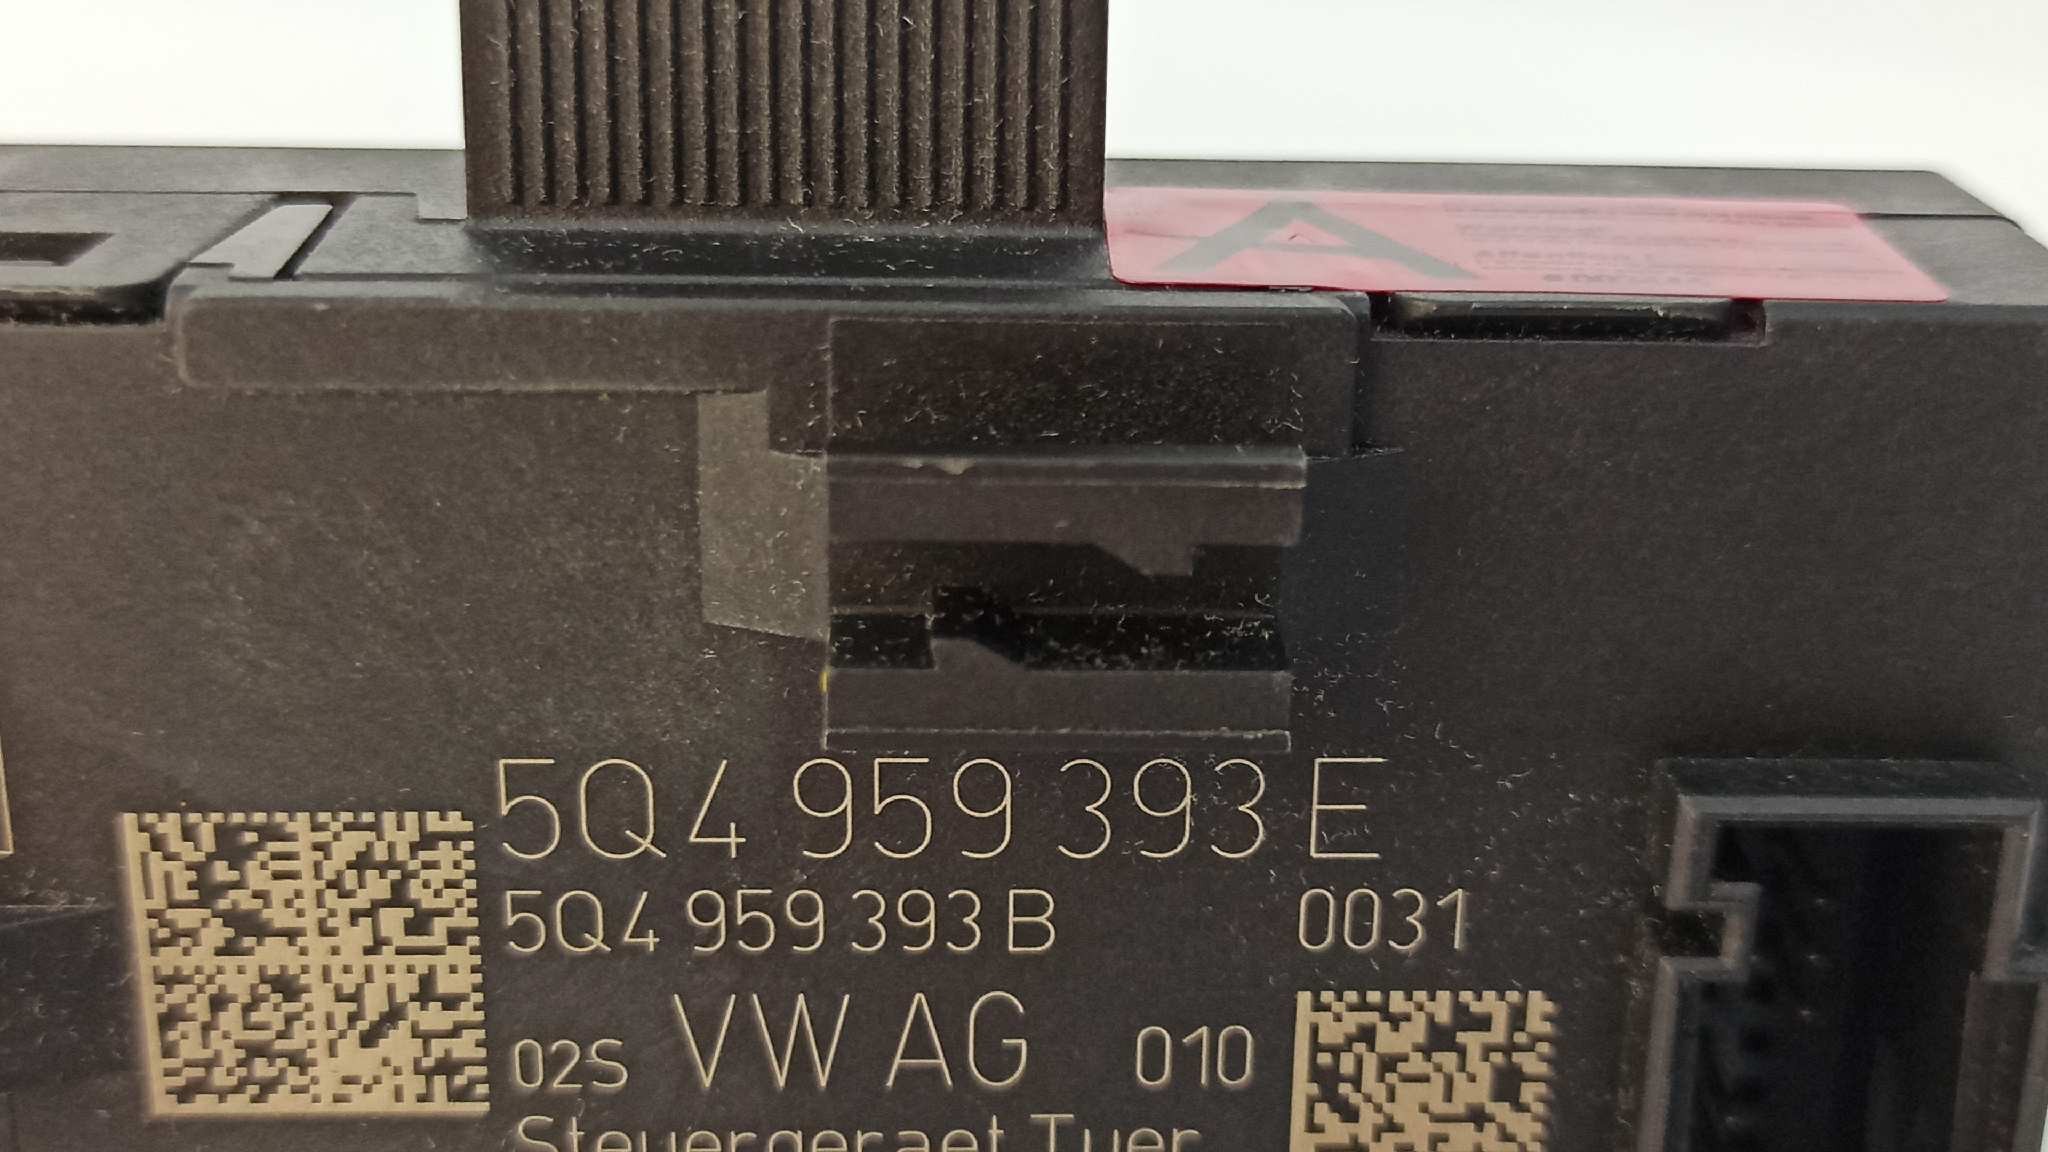 A
5Q4 959 393 E
5Q4 959 393 B 0031
02S VW AG 010
Steuergeraet Tuer